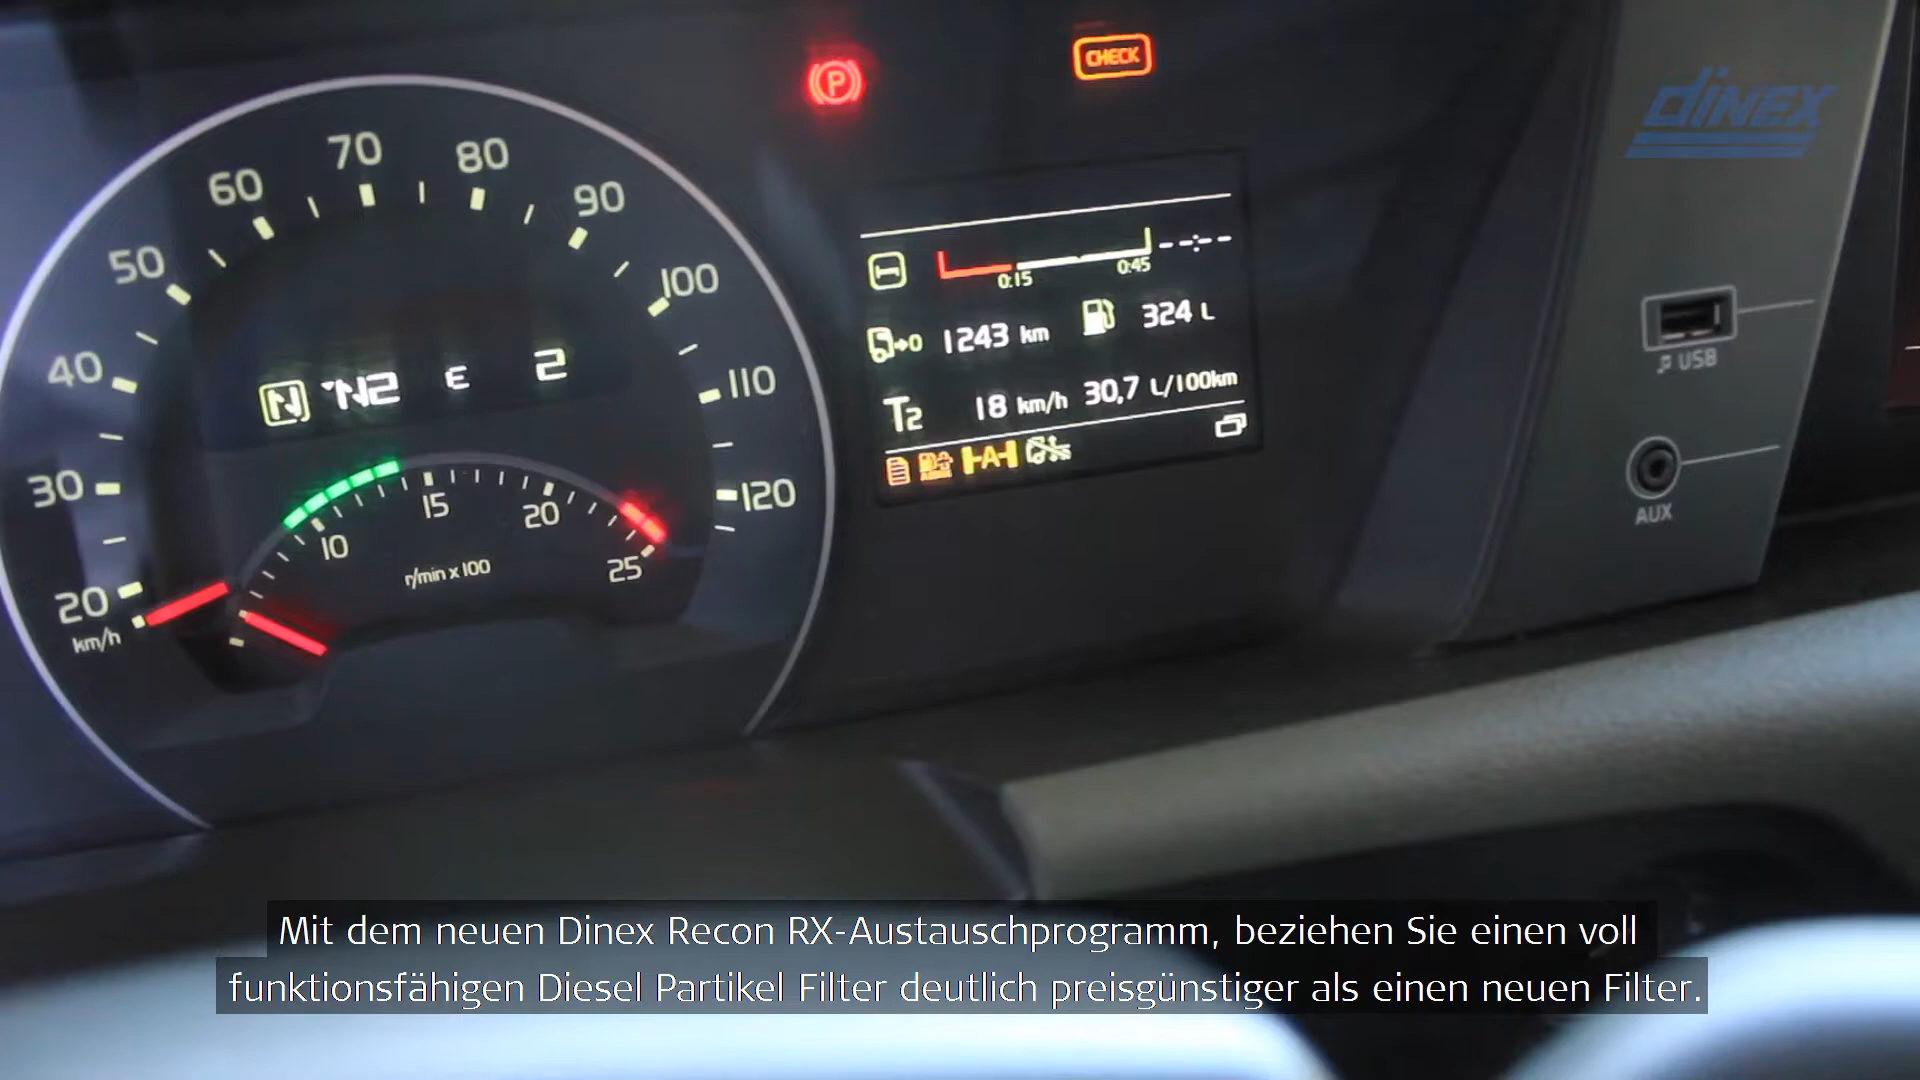 CHECK
DINEX
20 30 40 50 60 70 80 90 100 110 120
km/h
E 2
10 15 20 25
r/min x 100
0:15 0:45 --:--
1243 km 324 L
T2 18 km/h 30,7 L/100km
A
USB
AUX
Mit dem neuen Dinex Recon RX-Austauschprogramm, beziehen Sie einen voll
funktionsfähigen Diesel Partikel Filter deutlich preisgünstiger als einen neuen Filter.